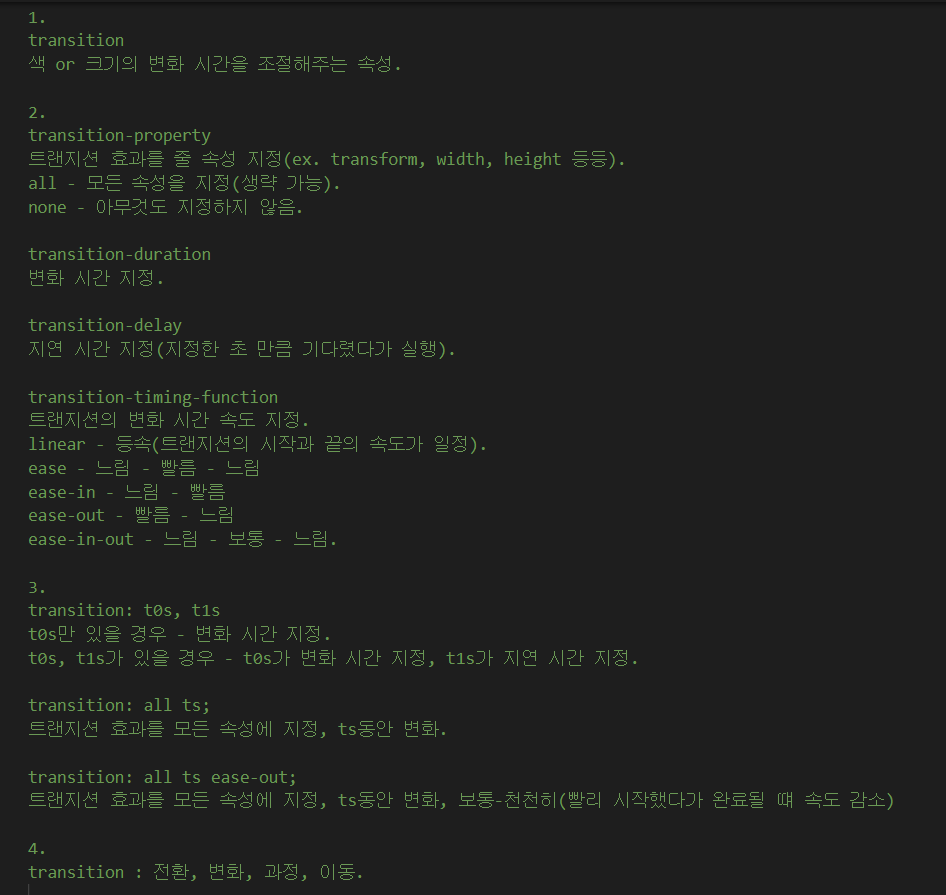 1.
transition
색 or 크기의 변화 시간을 조절해주는 속성.
2.
transition-property
트랜지션 효과를 줄 속성 지정(ex. transform, width, height 등등).
all - 모든 속성을 지정(생략 가능).
none - 아무것도 지정하지 않음.
transition-duration
변화 시간 지정.
transition-delay
지연 시간 지정(지정한 초 만큼 기다렸다가 실행).
transition-timing-function
트랜지션의 변화 시간 속도 지정.
linear - 등속(트랜지션의 시작과 끝의 속도가 일정).
ease - 느림 - 빨름 - 느림
ease-in - 느림 - 빨름
ease-out - 빨름 - 느림
ease-in-out - 느림 - 보통 - 느림.
3.
transition: t0s, t1s
t0s만 있을 경우 - 변화 시간 지정.
t0s, t1s가 있을 경우 - t0s가 변화 시간 지정, t1s가 지연 시간 지정.
transition: all ts;
트랜지션 효과를 모든 속성에 지정, ts동안 변화.
transition: all ts ease-out;
트랜지션 효과를 모든 속성에 지정, ts동안 변화, 보통-천천히(빨리 시작했다가 완료될 떄 속도 감소)
4.
transition : 전환, 변화, 과정, 이동.